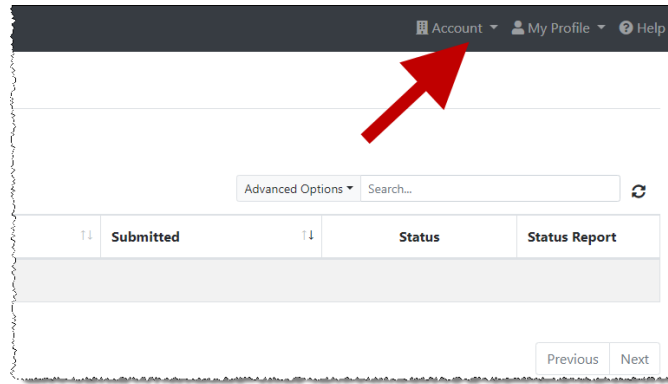 Account My Profile Help
Advanced Options Search...
Submitted Status Status Report
Previous Next